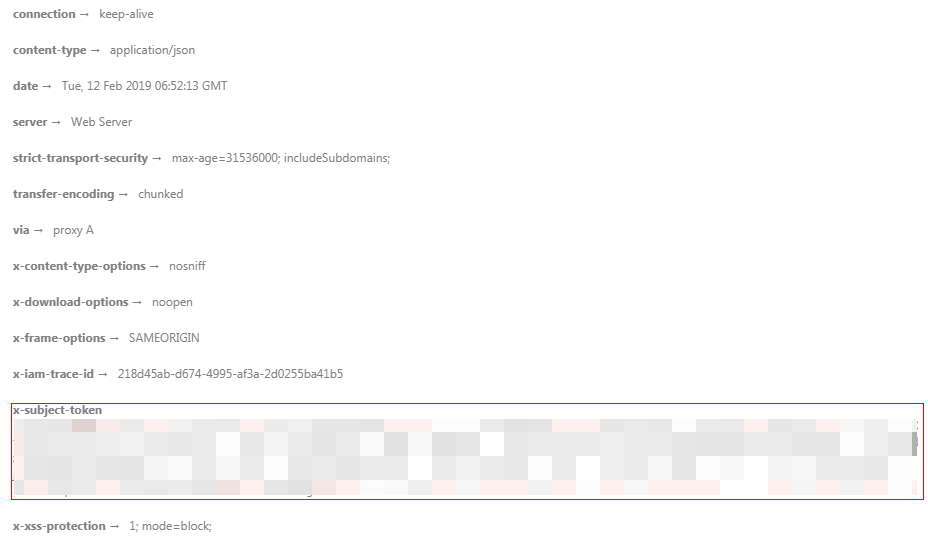 connection → keep-alive
content-type → application/json
date → Tue, 12 Feb 2019 06:52:13 GMT
server → Web Server
strict-transport-security → max-age=31536000; includeSubdomains;
transfer-encoding → chunked
via → proxy A
x-content-type-options → nosniff
x-download-options → noopen
x-frame-options → SAMEORIGIN
x-iam-trace-id → 218d45ab-d674-4995-af3a-2d0255ba41b5
x-subject-token
x-xss-protection → 1; mode=block;